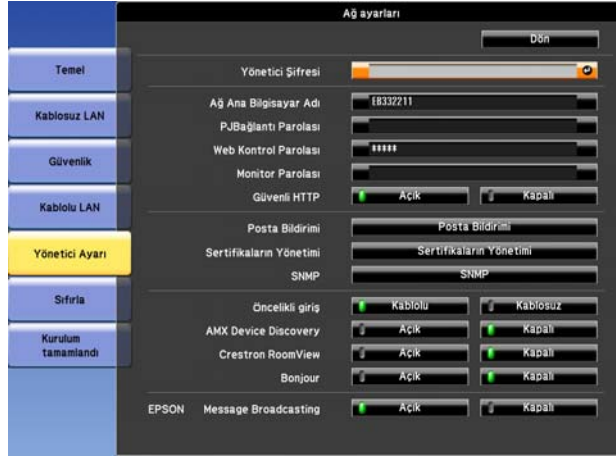 Ağ ayarları
Dön
Temel
Kablosuz LAN
Güvenlik
Kablolu LAN
Yönetici Ayarı
Sıfırla
Kurulum
tamamlandı
Yönetici Şifresi
Ağ Ana Bilgisayar Adı EB332211
PJBağlantı Parolası
Web Kontrol Parolası *****
Monitor Parolası
Güvenli HTTP Açık Kapalı
Posta Bildirimi Posta Bildirimi
Sertifikaların Yönetimi Sertifikaların Yönetimi
SNMP SNMP
Öncelikli giriş Kablolu Kablosuz
AMX Device Discovery Açık Kapalı
Crestron RoomView Açık Kapalı
Bonjour Açık Kapalı
EPSON Message Broadcasting Açık Kapalı